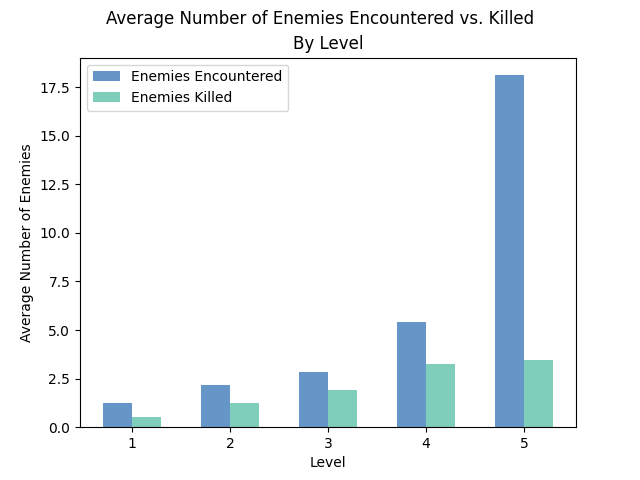 Average Number of Enemies Encountered vs. Killed
By Level
Enemies Encountered
Enemies Killed
Average Number of Enemies
17.5
15.0
12.5
10.0
7.5
5.0
2.5
0.0
1 2 3 4 5
Level